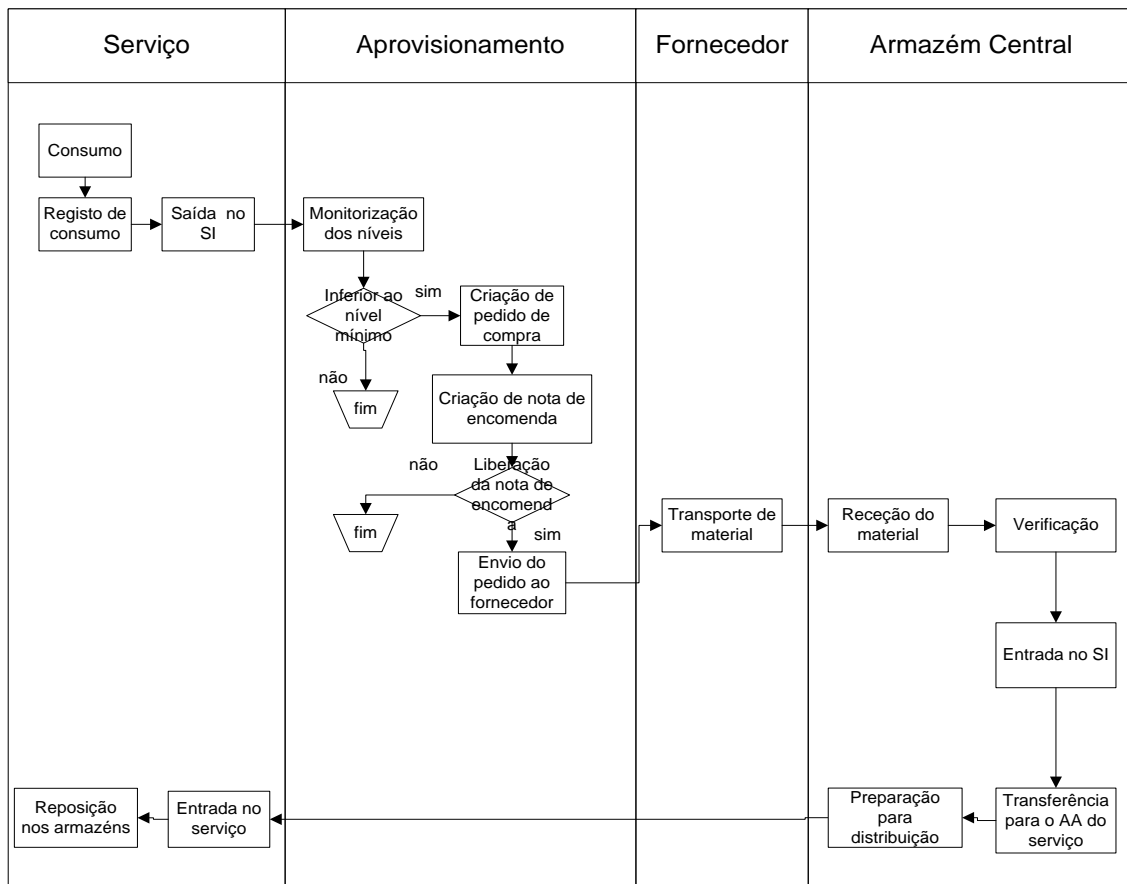 Serviço
Aprovisionamento
Fornecedor
Armazém Central
Consumo
Registo de
consumo
Saída no
SI
Monitorização
dos níveis
Inferior ao
nível
mínimo
sim
não
fim
Criação de
pedido de
compra
Criação de nota de
encomenda
Liberação
da nota de
encomend
a
não
fim
sim
Envio do
pedido ao
fornecedor
Transporte de
material
Receção do
material
Verificação
Entrada no SI
Transferência
para o AA do
serviço
Preparação
para
distribuição
Entrada no
serviço
Reposição
nos armazéns